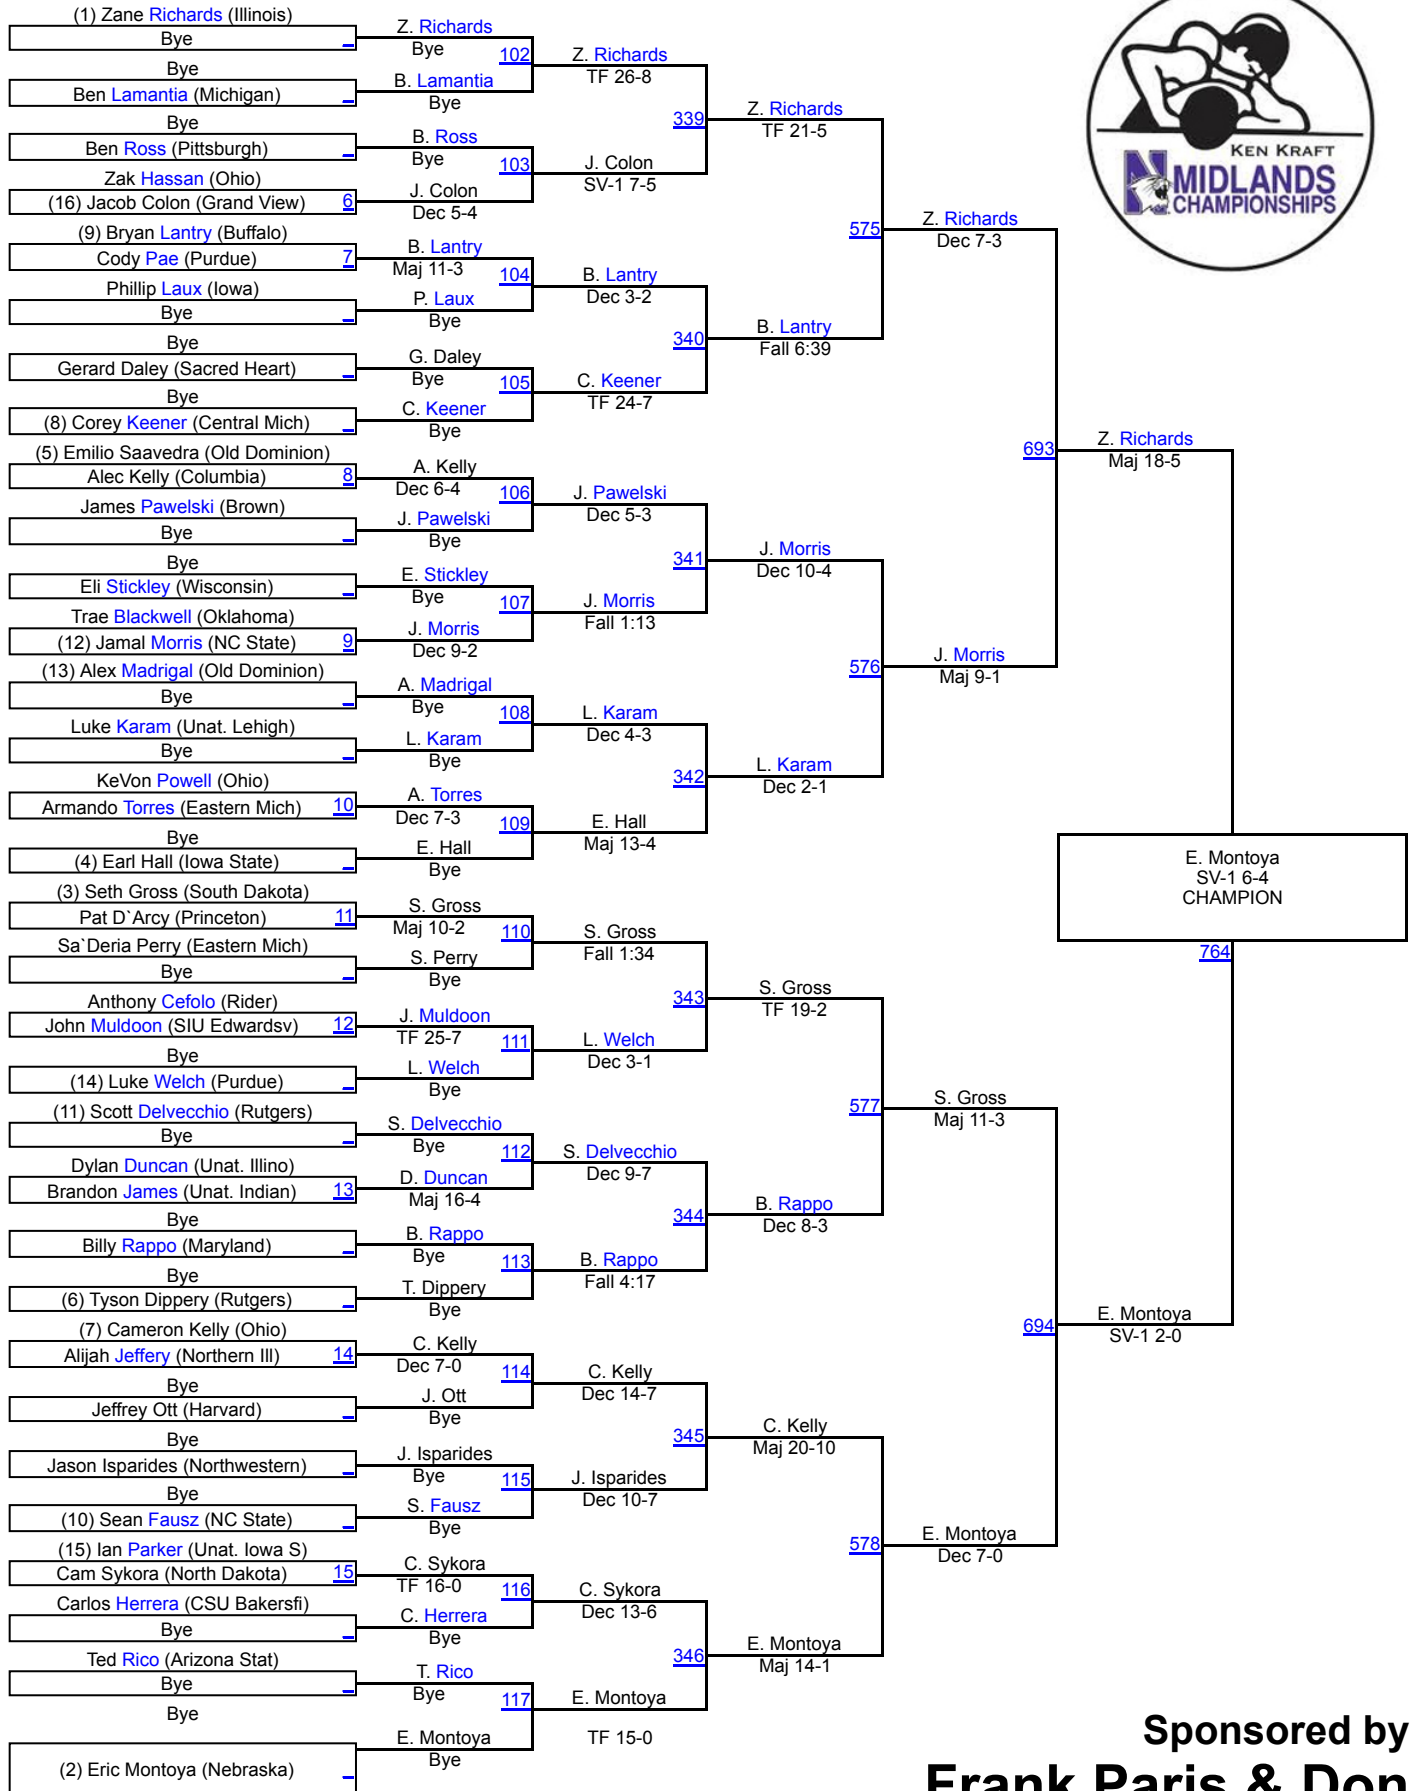 (1) Zane Richards (Illinois)
Bye
Bye
Ben Lamantia (Michigan)
Bye
Ben Ross (Pittsburgh)
Zak Hassan (Ohio)
(16) Jacob Colon (Grand View) 6
(9) Bryan Lantry (Buffalo)
Cody Pae (Purdue) 7
Phillip Laux (Iowa)
Bye
Bye
Gerard Daley (Sacred Heart)
Bye
(8) Corey Keener (Central Mich)
(5) Emilio Saavedra (Old Dominion)
Alec Kelly (Columbia) 8
James Pawelski (Brown)
Bye
Bye
Eli Stickley (Wisconsin)
Trae Blackwell (Oklahoma)
(12) Jamal Morris (NC State) 9
(13) Alex Madrigal (Old Dominion)
Bye
Luke Karam (Unat. Lehigh)
Bye
KeVon Powell (Ohio)
Armando Torres (Eastern Mich) 10
Bye
(4) Earl Hall (Iowa State)
(3) Seth Gross (South Dakota)
Pat D`Arcy (Princeton) 11
Sa`Deria Perry (Eastern Mich)
Bye
Anthony Cefolo (Rider)
John Muldoon (SIU Edwardsv) 12
Bye
(14) Luke Welch (Purdue)
(11) Scott Delvecchio (Rutgers)
Bye
Dylan Duncan (Unat. Illino)
Brandon James (Unat. Indian) 13
Bye
Billy Rappo (Maryland)
Bye
(6) Tyson Dippery (Rutgers)
(7) Cameron Kelly (Ohio)
Alijah Jeffery (Northern Ill) 14
Bye
Jeffrey Ott (Harvard)
Bye
Jason Isparides (Northwestern)
Bye
(10) Sean Fausz (NC State)
(15) Ian Parker (Unat. Iowa S)
Cam Sykora (North Dakota) 15
Carlos Herrera (CSU Bakersfi)
Bye
Ted Rico (Arizona Stat)
Bye
Bye
(2) Eric Montoya (Nebraska)
Z. Richards
Bye
102
B. Lamantia
Bye
B. Ross
Bye
103
J. Colon
Dec 5-4
B. Lantry
Maj 11-3
104
P. Laux
Bye
G. Daley
Bye
105
C. Keener
Bye
A. Kelly
Dec 6-4
106
J. Pawelski
Bye
E. Stickley
Bye
107
J. Morris
Dec 9-2
A. Madrigal
Bye
108
L. Karam
Bye
A. Torres
Dec 7-3
109
E. Hall
Bye
S. Gross
Maj 10-2
110
S. Perry
Bye
J. Muldoon
TF 25-7
111
L. Welch
Bye
S. Delvecchio
Bye
112
D. Duncan
Maj 16-4
B. Rappo
Bye
113
T. Dippery
Bye
C. Kelly
Dec 7-0
114
J. Ott
Bye
J. Isparides
Bye
115
S. Fausz
Bye
C. Sykora
TF 16-0
116
C. Herrera
Bye
T. Rico
Bye
117
E. Montoya
Bye
Z. Richards
TF 26-8
339
J. Colon
SV-1 7-5
B. Lantry
Dec 3-2
340
C. Keener
TF 24-7
J. Pawelski
Dec 5-3
341
J. Morris
Fall 1:13
L. Karam
Dec 4-3
342
E. Hall
Maj 13-4
S. Gross
Fall 1:34
343
L. Welch
Dec 3-1
S. Delvecchio
Dec 9-7
344
B. Rappo
Fall 4:17
C. Kelly
Dec 14-7
345
J. Isparides
Dec 10-7
C. Sykora
Dec 13-6
346
E. Montoya
TF 15-0
Z. Richards
TF 21-5
575
B. Lantry
Fall 6:39
J. Morris
Dec 10-4
576
L. Karam
Dec 2-1
S. Gross
TF 19-2
577
B. Rappo
Dec 8-3
C. Kelly
Maj 20-10
578
E. Montoya
Maj 14-1
Z. Richards
Dec 7-3
693
J. Morris
Maj 9-1
S. Gross
Maj 11-3
694
E. Montoya
Dec 7-0
Z. Richards
Maj 18-5
E. Montoya
SV-1 2-0
E. Montoya
SV-1 6-4
CHAMPION
764
KEN KRAFT
N MIDLANDS
CHAMPIONSHIPS
Sponsored by
Frank Paris & Don